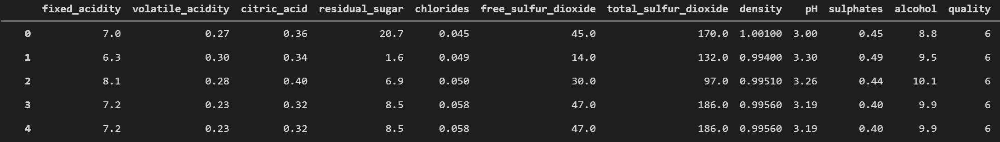 fixed_acidity volatile_acidity citric_acid residual_sugar chlorides free_sulfur_dioxide total_sulfur_dioxide density pH sulphates alcohol quality
0 7.0 0.27 0.36 20.7 0.045 45.0 170.0 1.00100 3.00 0.45 8.8 6
1 6.3 0.30 0.34 1.6 0.049 14.0 132.0 0.99400 3.30 0.49 9.5 6
2 8.1 0.28 0.40 6.9 0.050 30.0 97.0 0.99510 3.26 0.44 10.1 6
3 7.2 0.23 0.32 8.5 0.058 47.0 186.0 0.99560 3.19 0.40 9.9 6
4 7.2 0.23 0.32 8.5 0.058 47.0 186.0 0.99560 3.19 0.40 9.9 6